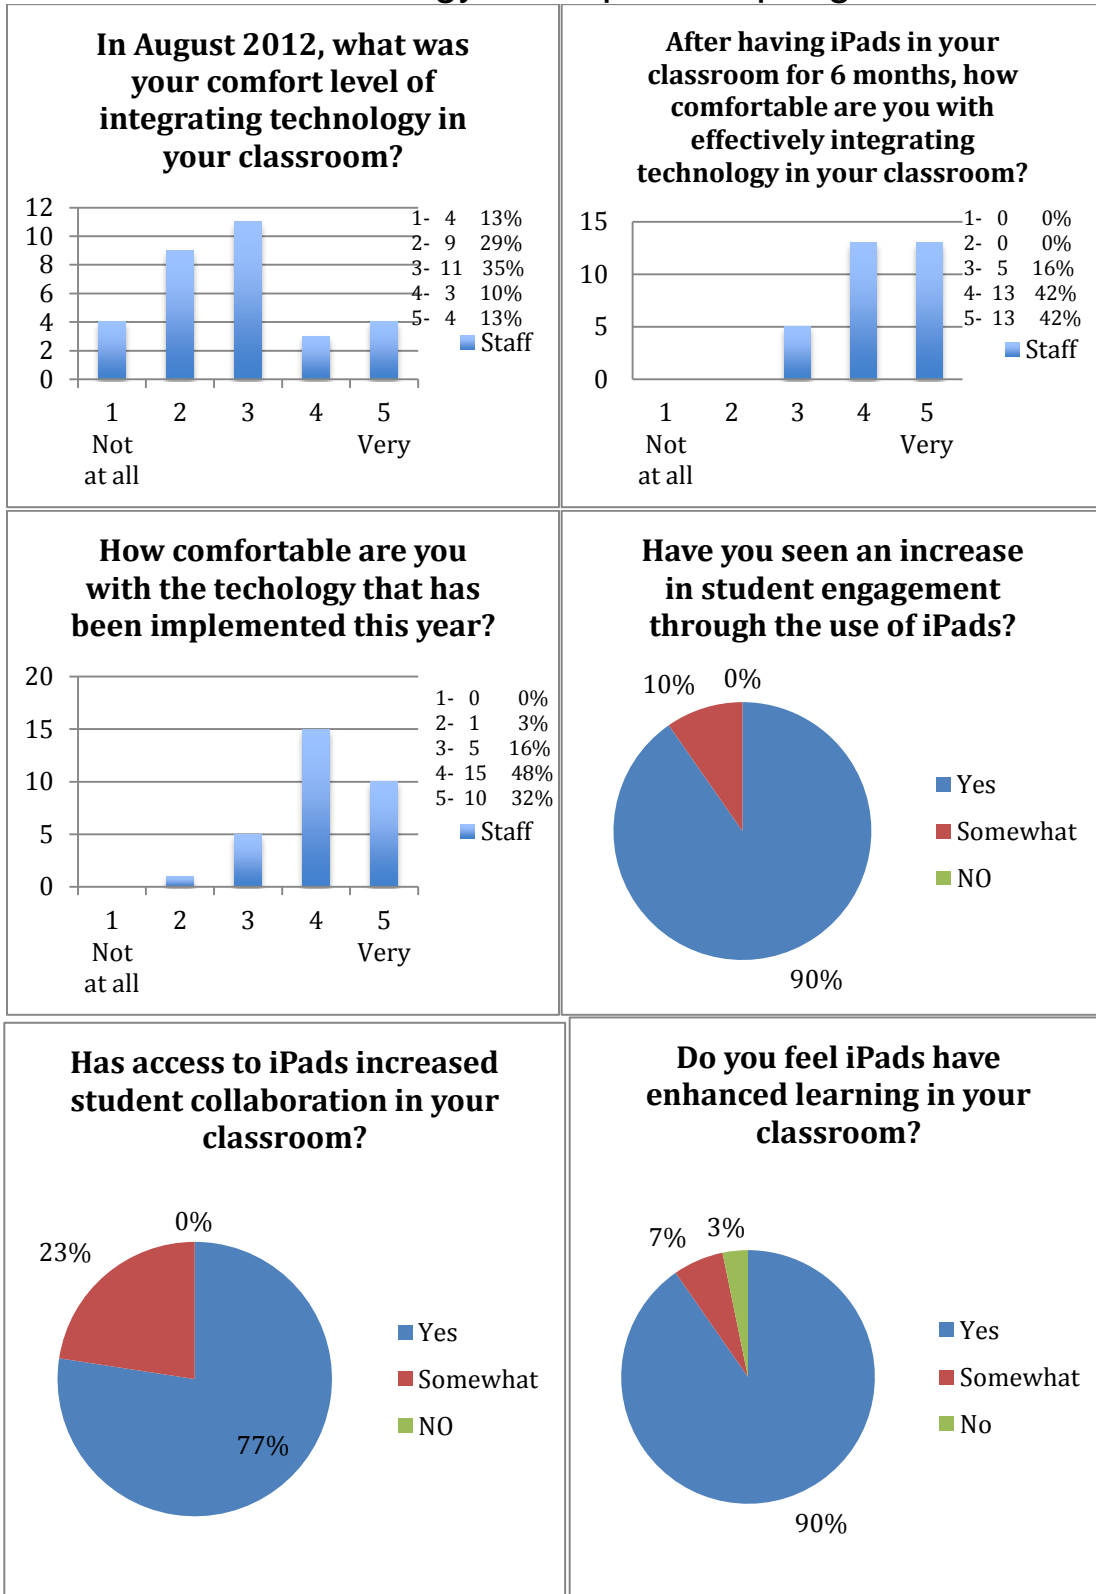 In August 2012, what was
your comfort level of
integrating technology in
your classroom?
12
10
8
6
4
2
0
1- 4 13%
2- 9 29%
3- 11 35%
4- 3 10%
5- 4 13%
Staff
1 2 3 4 5
Not Very
at all
After having iPads in your
classroom for 6 months, how
comfortable are you with
effectively integrating
technology in your classroom?
15
10
5
0
1- 0 0%
2- 0 0%
3- 5 16%
4- 13 42%
5- 13 42%
Staff
1 2 3 4 5
Not Very
at all
How comfortable are you
with the techology that has
been implemented this year?
20
15
10
5
0
1- 0 0%
2- 1 3%
3- 5 16%
4- 15 48%
5- 10 32%
Staff
1 2 3 4 5
Not Very
at all
Have you seen an increase
in student engagement
through the use of iPads?
10% 0%
Yes
Somewhat
NO
90%
Has access to iPads increased
student collaboration in your
classroom?
0%
23%
Yes
Somewhat
NO
77%
Do you feel iPads have
enhanced learning in your
classroom?
7% 3%
Yes
Somewhat
No
90%